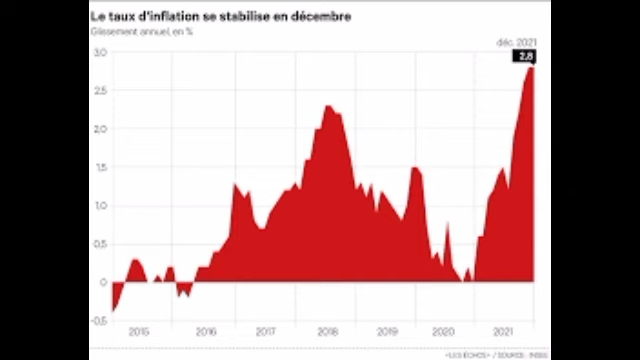 Le taux d'inflation se stabilise en décembre
Glissement annuel, en %
déc. 2021
3,0
2,8
2,5
2,0
1,5
1,0
0,5
0
-0,5
2015 2016 2017 2018 2019 2020 2021
«LES ÉCHOS» / SOURCE : INSEE